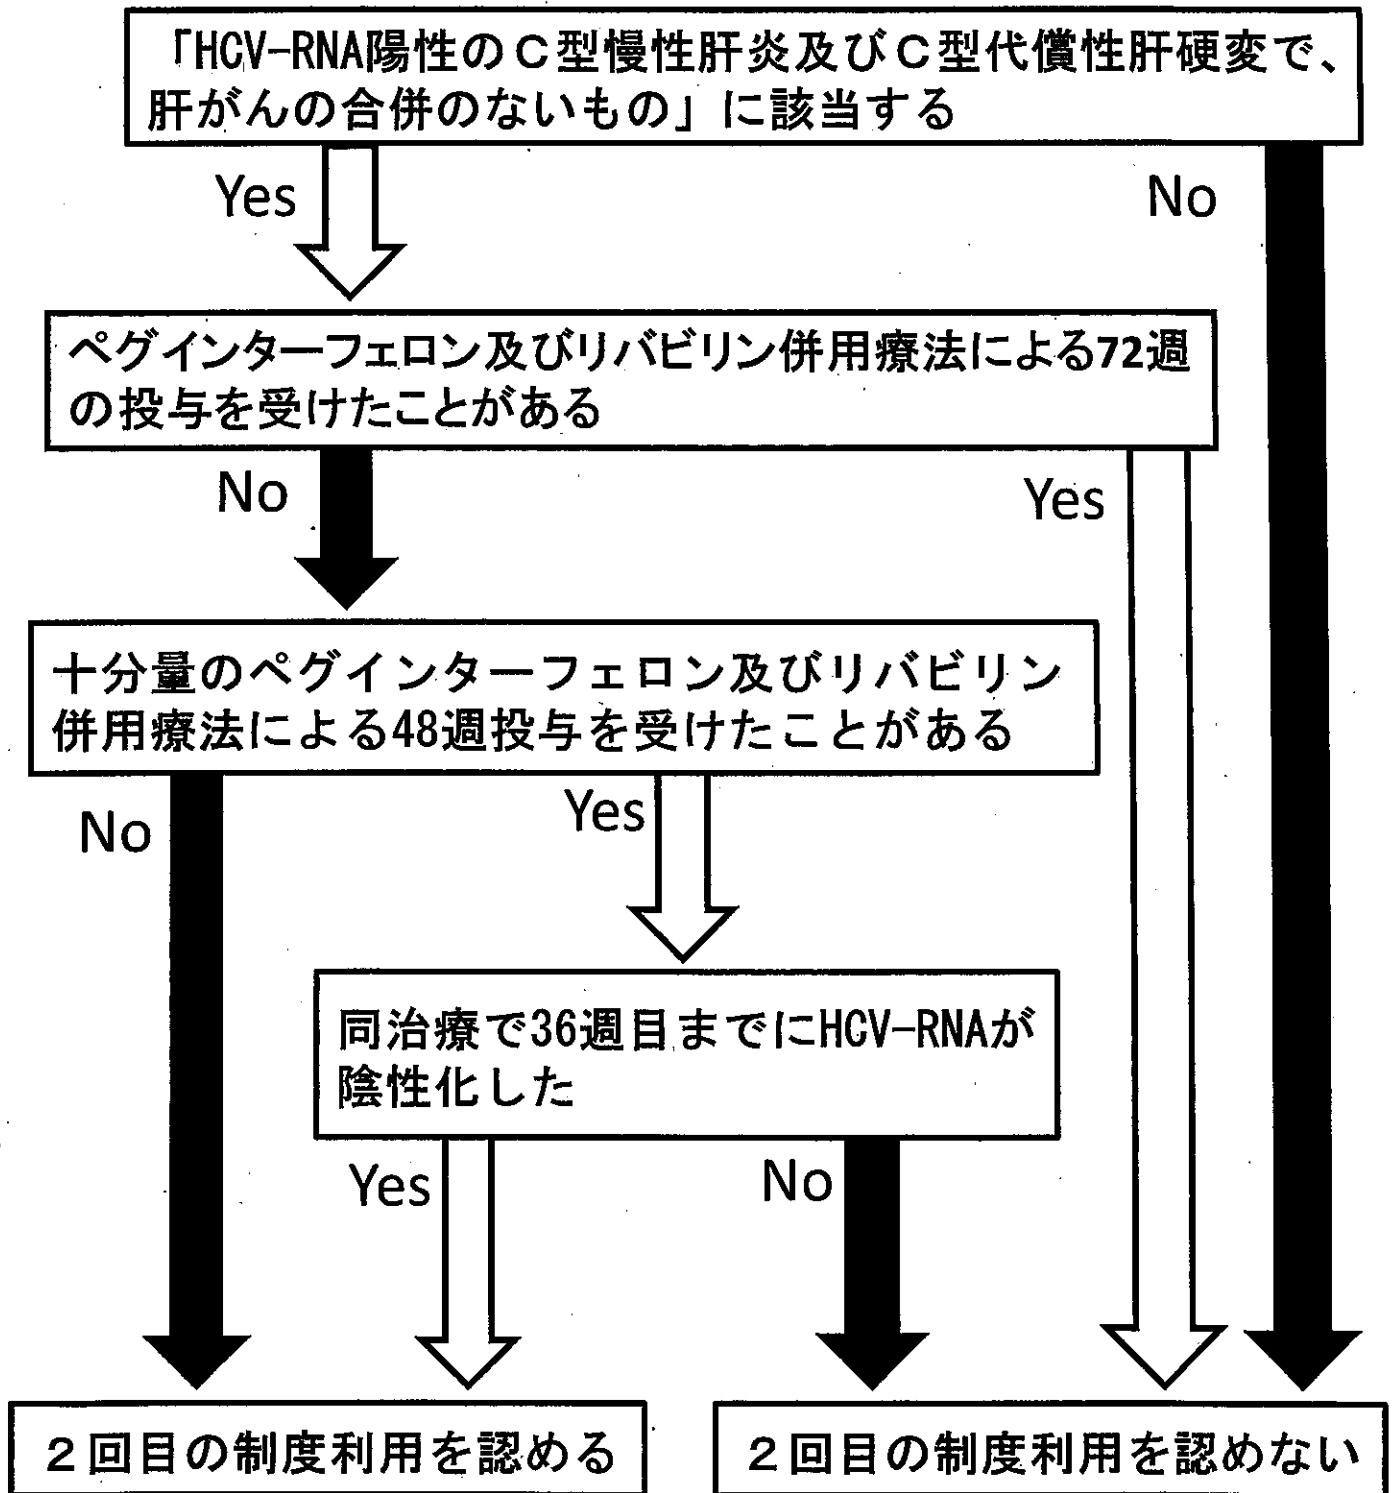 「HCV-RNA陽性のＣ型慢性肝炎及びＣ型代償性肝硬変で、
肝がんの合併のないもの」に該当する
Yes
No
ペグインターフェロン及びリバビリン併用療法による72週
の投与を受けたことがある
No
Yes
十分量のペグインターフェロン及びリバビリン
併用療法による48週投与を受けたことがある
No
Yes
同治療で36週目までにHCV-RNAが
陰性化した
Yes
No
２回目の制度利用を認める
２回目の制度利用を認めない